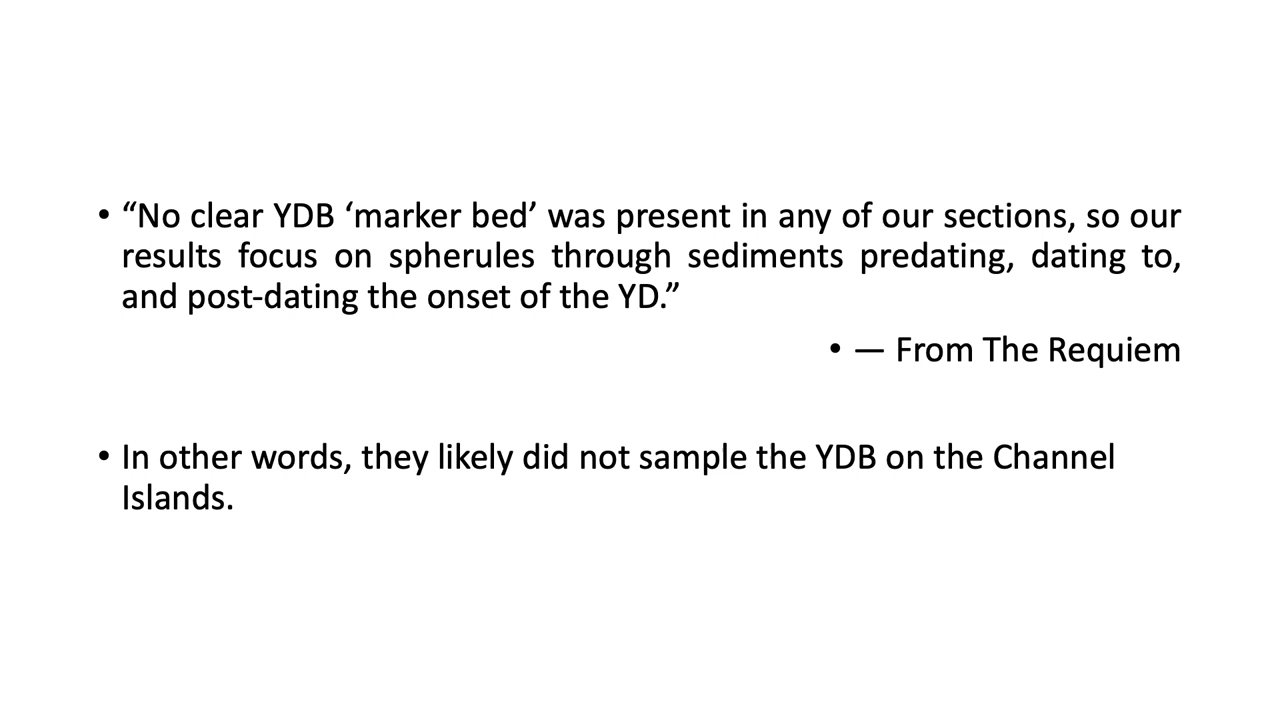 • “No clear YDB ‘marker bed’ was present in any of our sections, so our
results focus on spherules through sediments predating, dating to,
and post-dating the onset of the YD.”
• — From The Requiem
• In other words, they likely did not sample the YDB on the Channel
Islands.